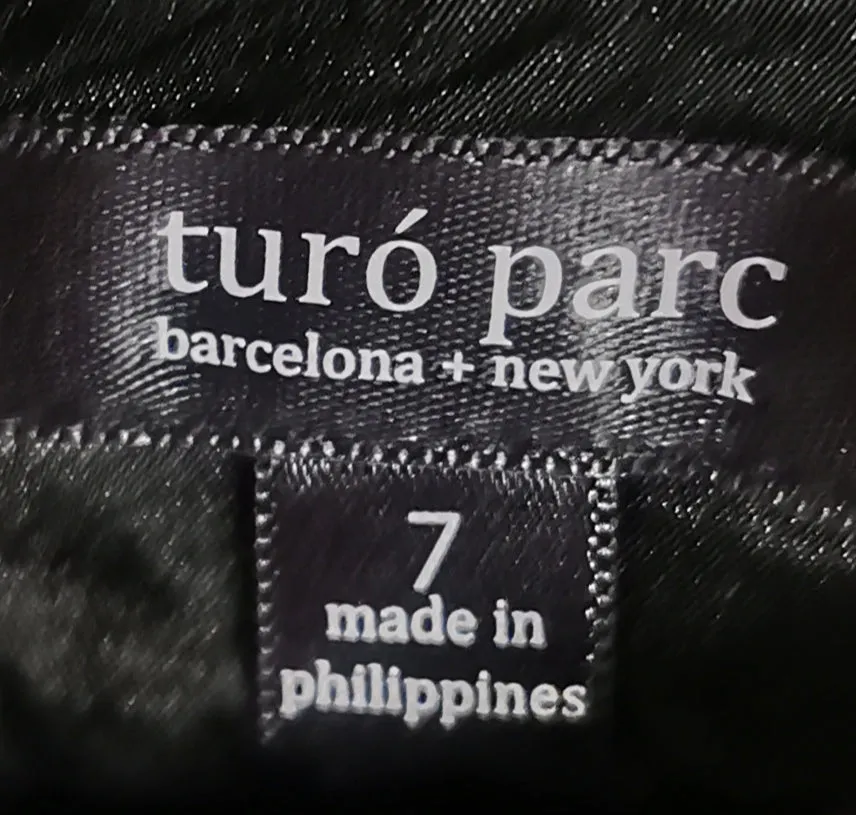 turó parc
barcelona + new york
7
made in
philippines